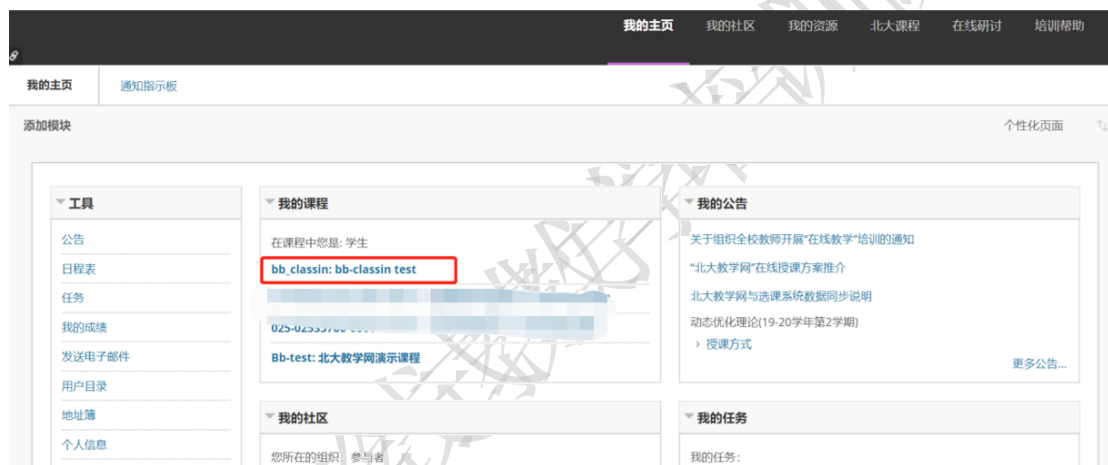 我的主页 我的社区 我的资源 北大课程 在线研讨 培训帮助
我的主页 通知指示板
添加模块 个性化页面
工具
公告
日程表
任务
我的成绩
发送电子邮件
用户目录
地址簿
个人信息
我的课程
在课程中您是: 学生
bb_classin: bb-classin test
Bb-test: 北大教学网演示课程
我的社区
您所在的组织: 参与者
我的公告
关于组织全校教师开展“在线教学”培训的通知
“北大教学网”在线授课方案推介
北大教学网与选课系统数据同步说明
动态优化理论(19-20学年第2学期)
授课方式
更多公告...
我的任务
我的任务: